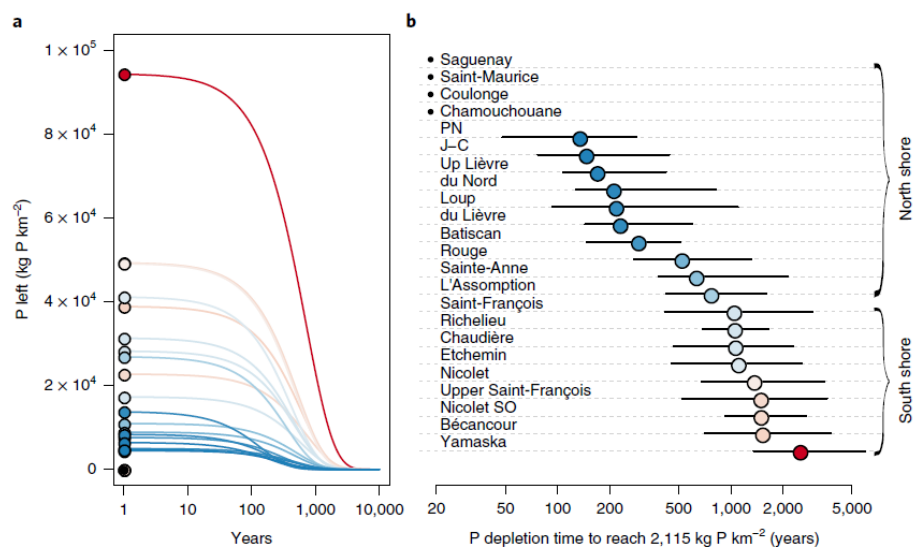 a
1 × 10⁵
8 × 10⁴
6 × 10⁴
4 × 10⁴
2 × 10⁴
0
P left (kg P km⁻²)
1 10 100 1,000 10,000
Years
b
Saguenay
Saint-Maurice
Coulonge
Chamouchouane
PN
J–C
Up Lièvre
du Nord
Loup
du Lièvre
Batiscan
Rouge
Sainte-Anne
L'Assomption
Saint-François
Richelieu
Chaudière
Etchemin
Nicolet
Upper Saint-François
Nicolet SO
Bécancour
Yamaska
North shore
South shore
20 50 100 200 500 1,000 2,000 5,000
P depletion time to reach 2,115 kg P km⁻² (years)